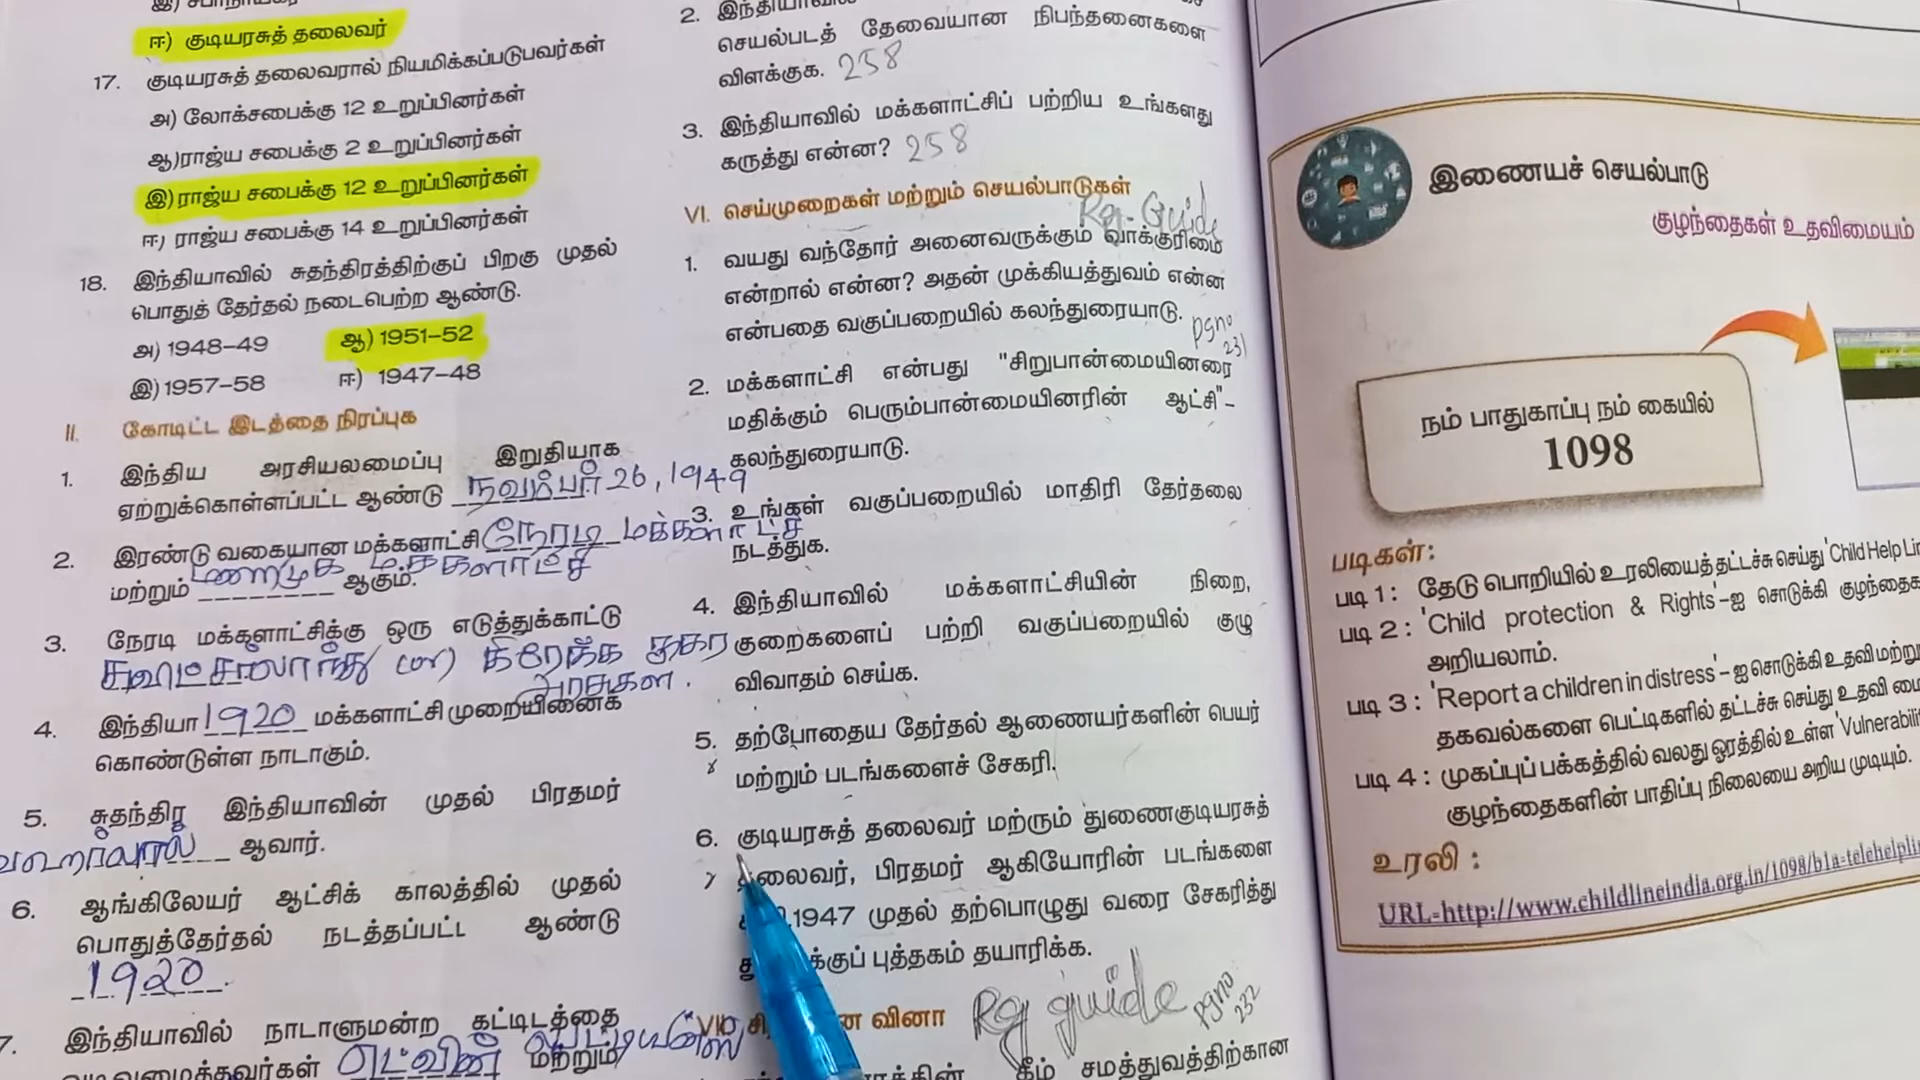 ஈ) குடியரசுத் தலைவர்
17. குடியரசுத் தலைவரால் நியமிக்கப்படுபவர்கள்
அ) லோக்சபைக்கு 12 உறுப்பினர்கள்
ஆ)ராஜ்ய சபைக்கு 2 உறுப்பினர்கள்
இ)ராஜ்ய சபைக்கு 12 உறுப்பினர்கள்
ஈ) ராஜ்ய சபைக்கு 14 உறுப்பினர்கள்
18. இந்தியாவில் சுதந்திரத்திற்குப் பிறகு முதல்
பொதுத் தேர்தல் நடைபெற்ற ஆண்டு.
அ) 1948–49 ஆ) 1951–52
இ) 1957–58 ஈ) 1947–48
II. கோடிட்ட இடத்தை நிரப்புக
1. இந்திய அரசியலமைப்பு இறுதியாக
ஏற்றுக்கொள்ளப்பட்ட ஆண்டு நவம்பர் 26, 1949
2. இரண்டு வகையான மக்களாட்சி நேரடி மக்களாட்சி
மற்றும் மறைமுக மக்களாட்சி ஆகும்.
3. நேரடி மக்களாட்சிக்கு ஒரு எடுத்துக்காட்டு
சுவிட்சர்லாந்து (or) கிரேக்க நகர
அரசுகள்.
4. இந்தியா 1920 மக்களாட்சி முறையினைக்
கொண்டுள்ள நாடாகும்.
5. சுதந்திர இந்தியாவின் முதல் பிரதமர்
ஆவார்.
6. ஆங்கிலேயர் ஆட்சிக் காலத்தில் முதல்
பொதுத்தேர்தல் நடத்தப்பட்ட ஆண்டு
1920.
7. இந்தியாவில் நாடாளுமன்ற கட்டிடத்தை
வடிவமைத்தவர்கள் எட்வின் லுட்டியன்ஸ் மற்றும்
2. இந்தியாவில்
செயல்படத் தேவையான நிபந்தனைகளை
விளக்குக. 258
3. இந்தியாவில் மக்களாட்சிப் பற்றிய உங்களது
கருத்து என்ன? 258
VI. செய்முறைகள் மற்றும் செயல்பாடுகள்
Rg-Guide
1. வயது வந்தோர் அனைவருக்கும் வாக்குரிமை
என்றால் என்ன? அதன் முக்கியத்துவம் என்ன
என்பதை வகுப்பறையில் கலந்துரையாடு. pgno
231
2. மக்களாட்சி என்பது "சிறுபான்மையினரை
மதிக்கும் பெரும்பான்மையினரின் ஆட்சி"–
கலந்துரையாடு.
3. உங்கள் வகுப்பறையில் மாதிரி தேர்தலை
நடத்துக.
4. இந்தியாவில் மக்களாட்சியின் நிறை,
குறைகளைப் பற்றி வகுப்பறையில் குழு
விவாதம் செய்க.
5. தற்போதைய தேர்தல் ஆணையர்களின் பெயர்
மற்றும் படங்களைச் சேகரி.
6. குடியரசுத் தலைவர் மற்ரும் துணைகுடியரசுத்
தலைவர், பிரதமர் ஆகியோரின் படங்களை
1947 முதல் தற்பொழுது வரை சேகரித்து
புத்தகம் தயாரிக்க.
வினா Rg guide pgno 232
கீழ் சமத்துவத்திற்கான
இணையச் செயல்பாடு
குழந்தைகள் உதவிமையம்
நம் பாதுகாப்பு நம் கையில்
1098
படிகள்:
படி 1 : தேடு பொறியில் உரலியைத் தட்டச்சு செய்து 'Child Help
படி 2 : 'Child protection & Rights'-ஐ சொடுக்கி
அறியலாம்.
படி 3 : 'Report a children in distress'- ஐ சொடுக்கி உதவி
தகவல்களை பெட்டிகளில் தட்டச்சு செய்து உதவி
படி 4 : முகப்புப் பக்கத்தில் வலது ஓரத்தில் உள்ள
குழந்தைகளின் பாதிப்பு நிலையை அறிய முடியும்.
உரலி :
URL=http://www.childlineindia.org.in/1098/b1a-telehelpli